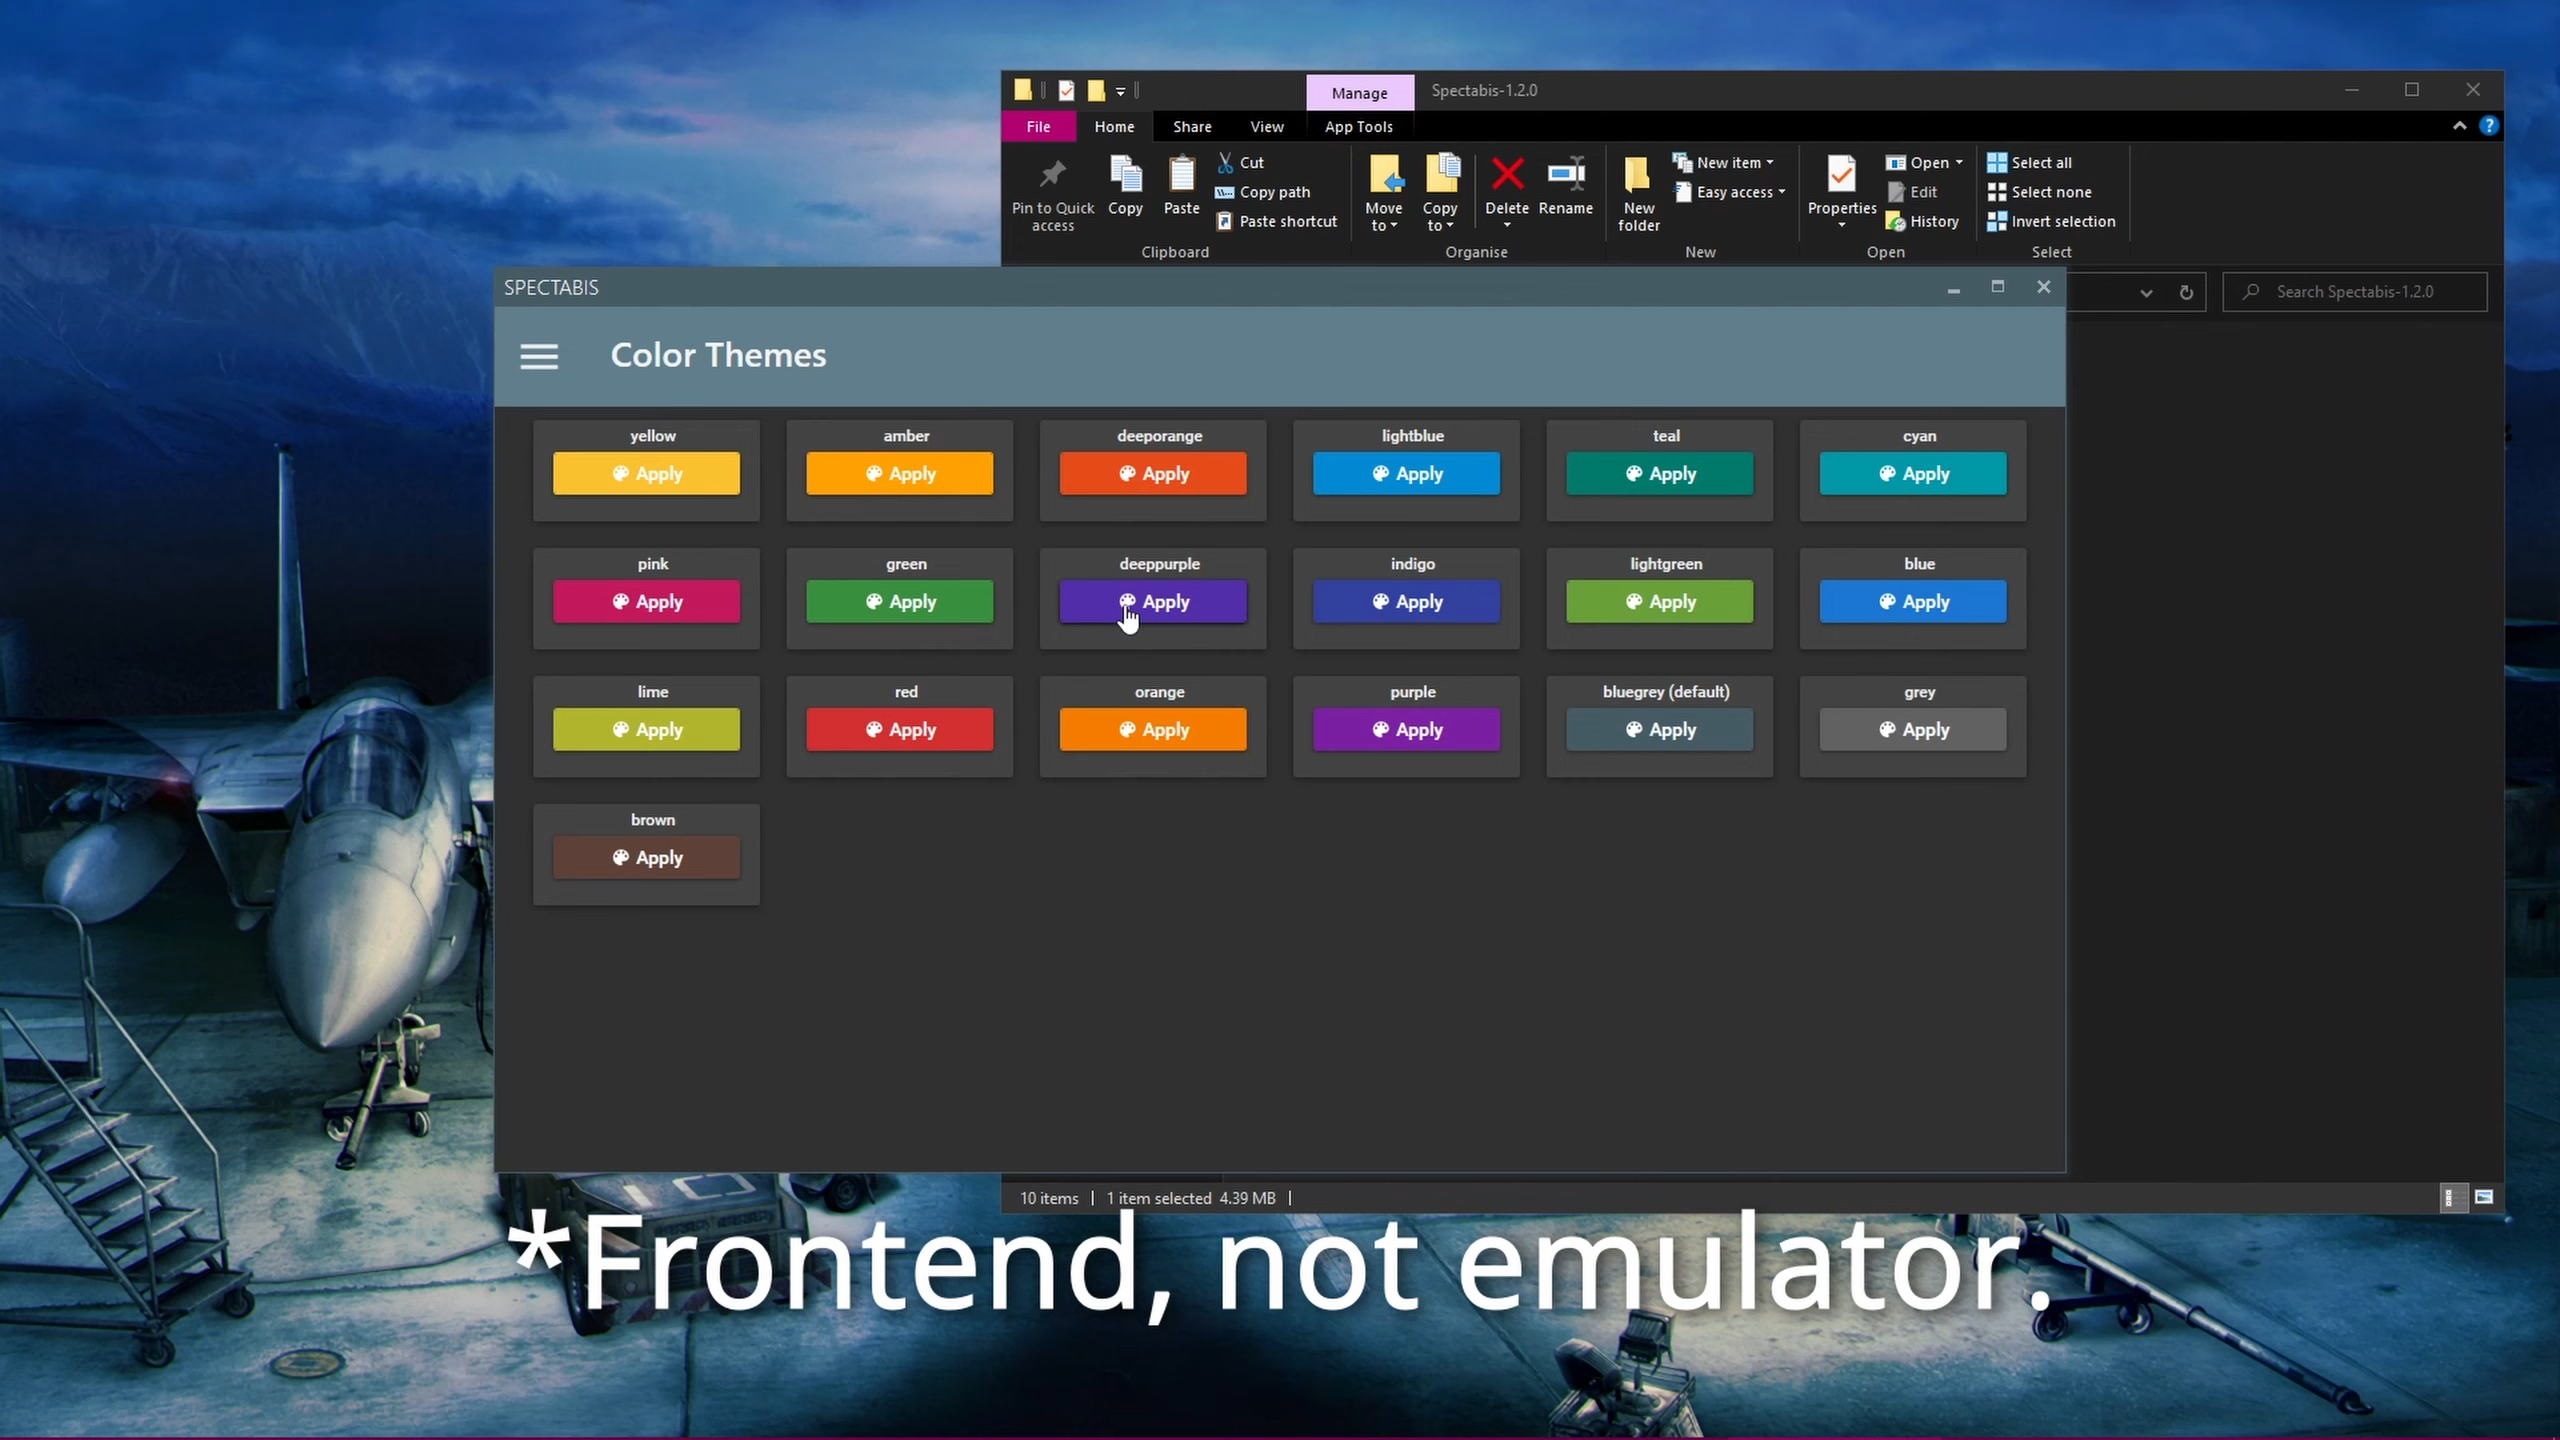 Manage
Spectabis-1.2.0
File
Home
Share
View
App Tools
Pin to Quick
access
Copy
Paste
Cut
Copy path
Paste shortcut
Clipboard
Move
to
Copy
to
Delete
Rename
Organise
New
folder
New item
Easy access
New
Properties
Open
Edit
History
Open
Select all
Select none
Invert selection
Select
Search Spectabis-1.2.0
SPECTABIS
Color Themes
yellow
Apply
amber
Apply
deeporange
Apply
lightblue
Apply
teal
Apply
cyan
Apply
pink
Apply
green
Apply
deeppurple
Apply
indigo
Apply
lightgreen
Apply
blue
Apply
lime
Apply
red
Apply
orange
Apply
purple
Apply
bluegrey (default)
Apply
grey
Apply
brown
Apply
10 items
1 item selected 4.39 MB
*Frontend, not emulator.